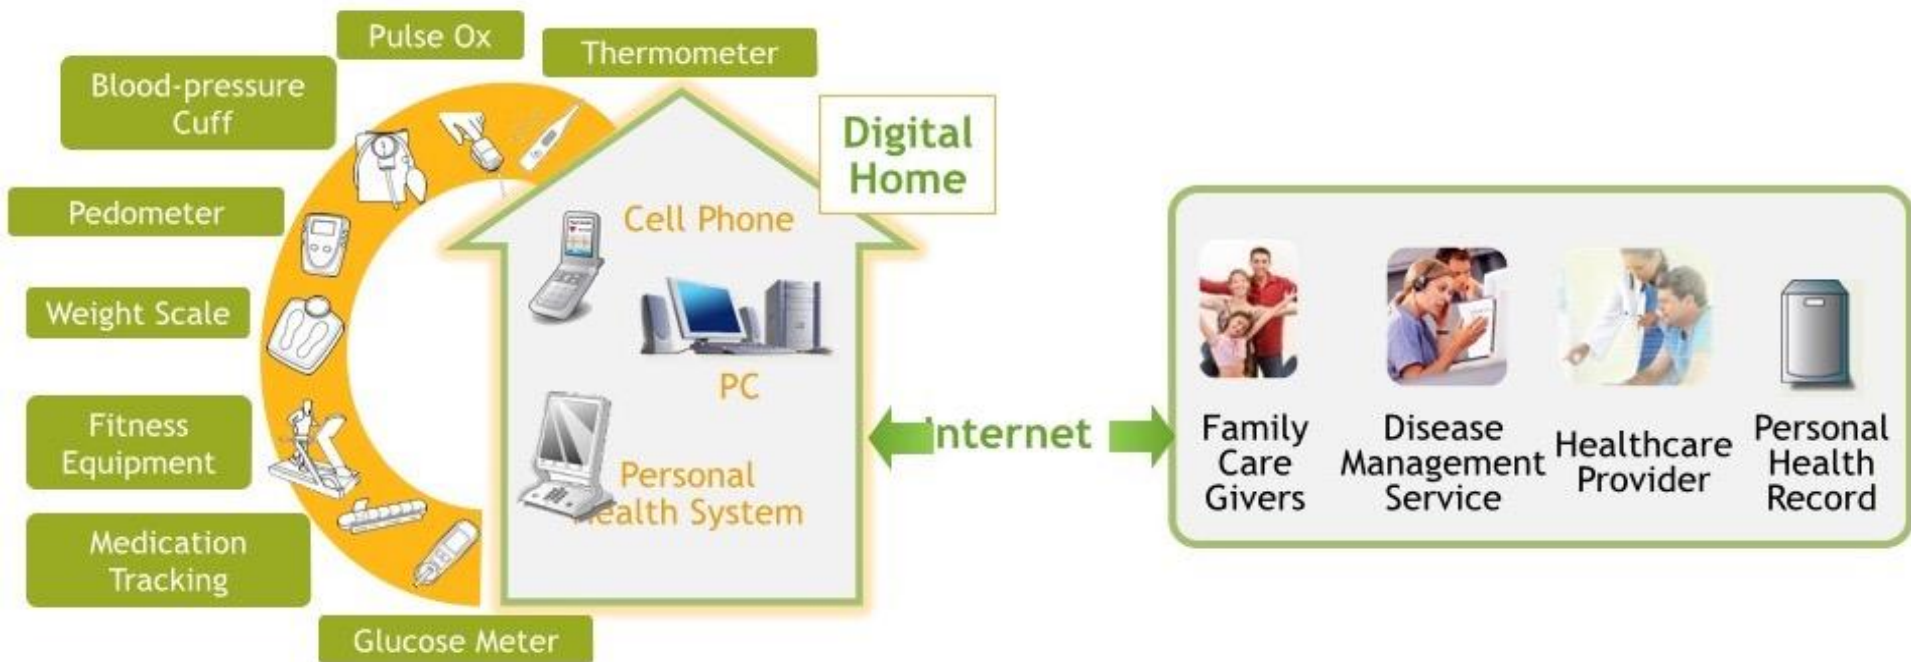 Pulse Ox
Thermometer
Blood-pressure
Cuff
Digital
Home
Pedometer
Cell Phone
Weight Scale
PC
Fitness
Equipment
Personal
Health System
Medication
Tracking
Glucose Meter
Internet
Family
Care
Givers
Disease
Management
Service
Healthcare
Provider
Personal
Health
Record